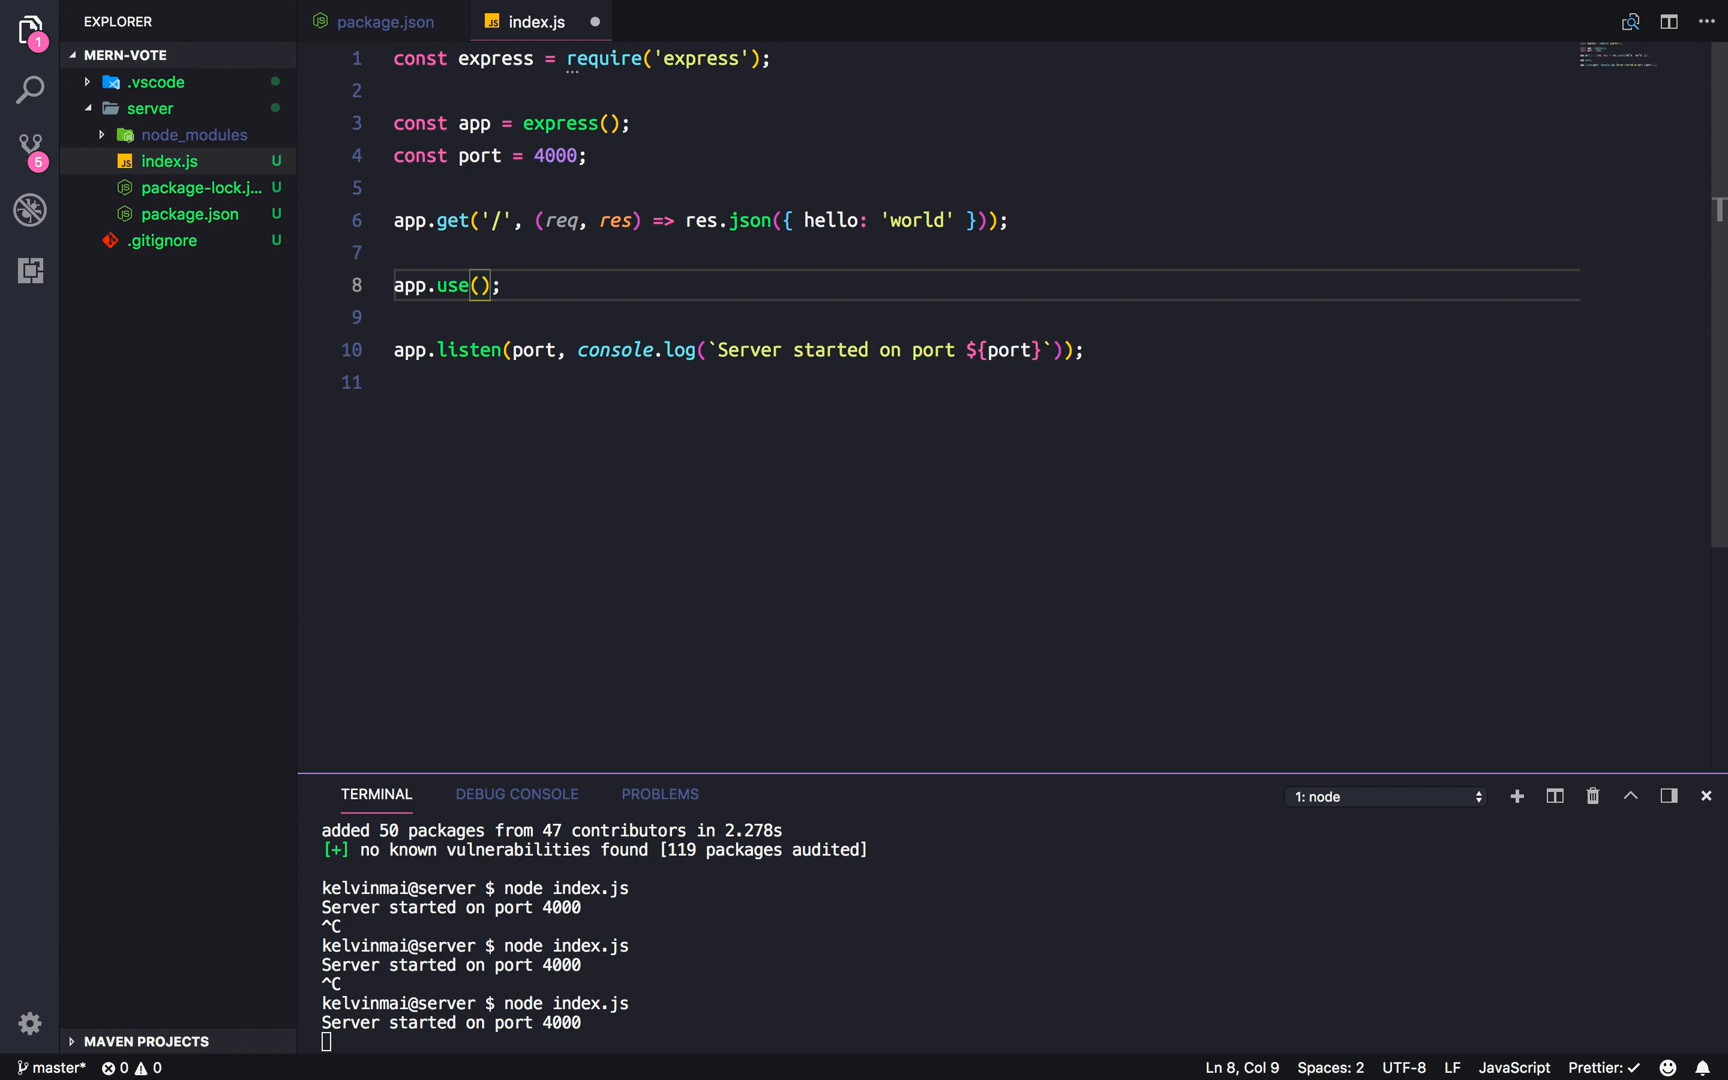 EXPLORER
MERN-VOTE
.vscode
server
node_modules
index.js U
package-lock.j... U
package.json U
.gitignore U
MAVEN PROJECTS
1
5
package.json
JS index.js
1 const express = require('express');
2
3 const app = express();
4 const port = 4000;
5
6 app.get('/', (req, res) => res.json({ hello: 'world' }));
7
8 app.use();
9
10 app.listen(port, console.log(`Server started on port ${port}`));
11
TERMINAL DEBUG CONSOLE PROBLEMS
1: node
added 50 packages from 47 contributors in 2.278s
[+] no known vulnerabilities found [119 packages audited]
kelvinmai@server $ node index.js
Server started on port 4000
^C
kelvinmai@server $ node index.js
Server started on port 4000
^C
kelvinmai@server $ node index.js
Server started on port 4000
master* 0 0 Ln 8, Col 9 Spaces: 2 UTF-8 LF JavaScript Prettier: ✓